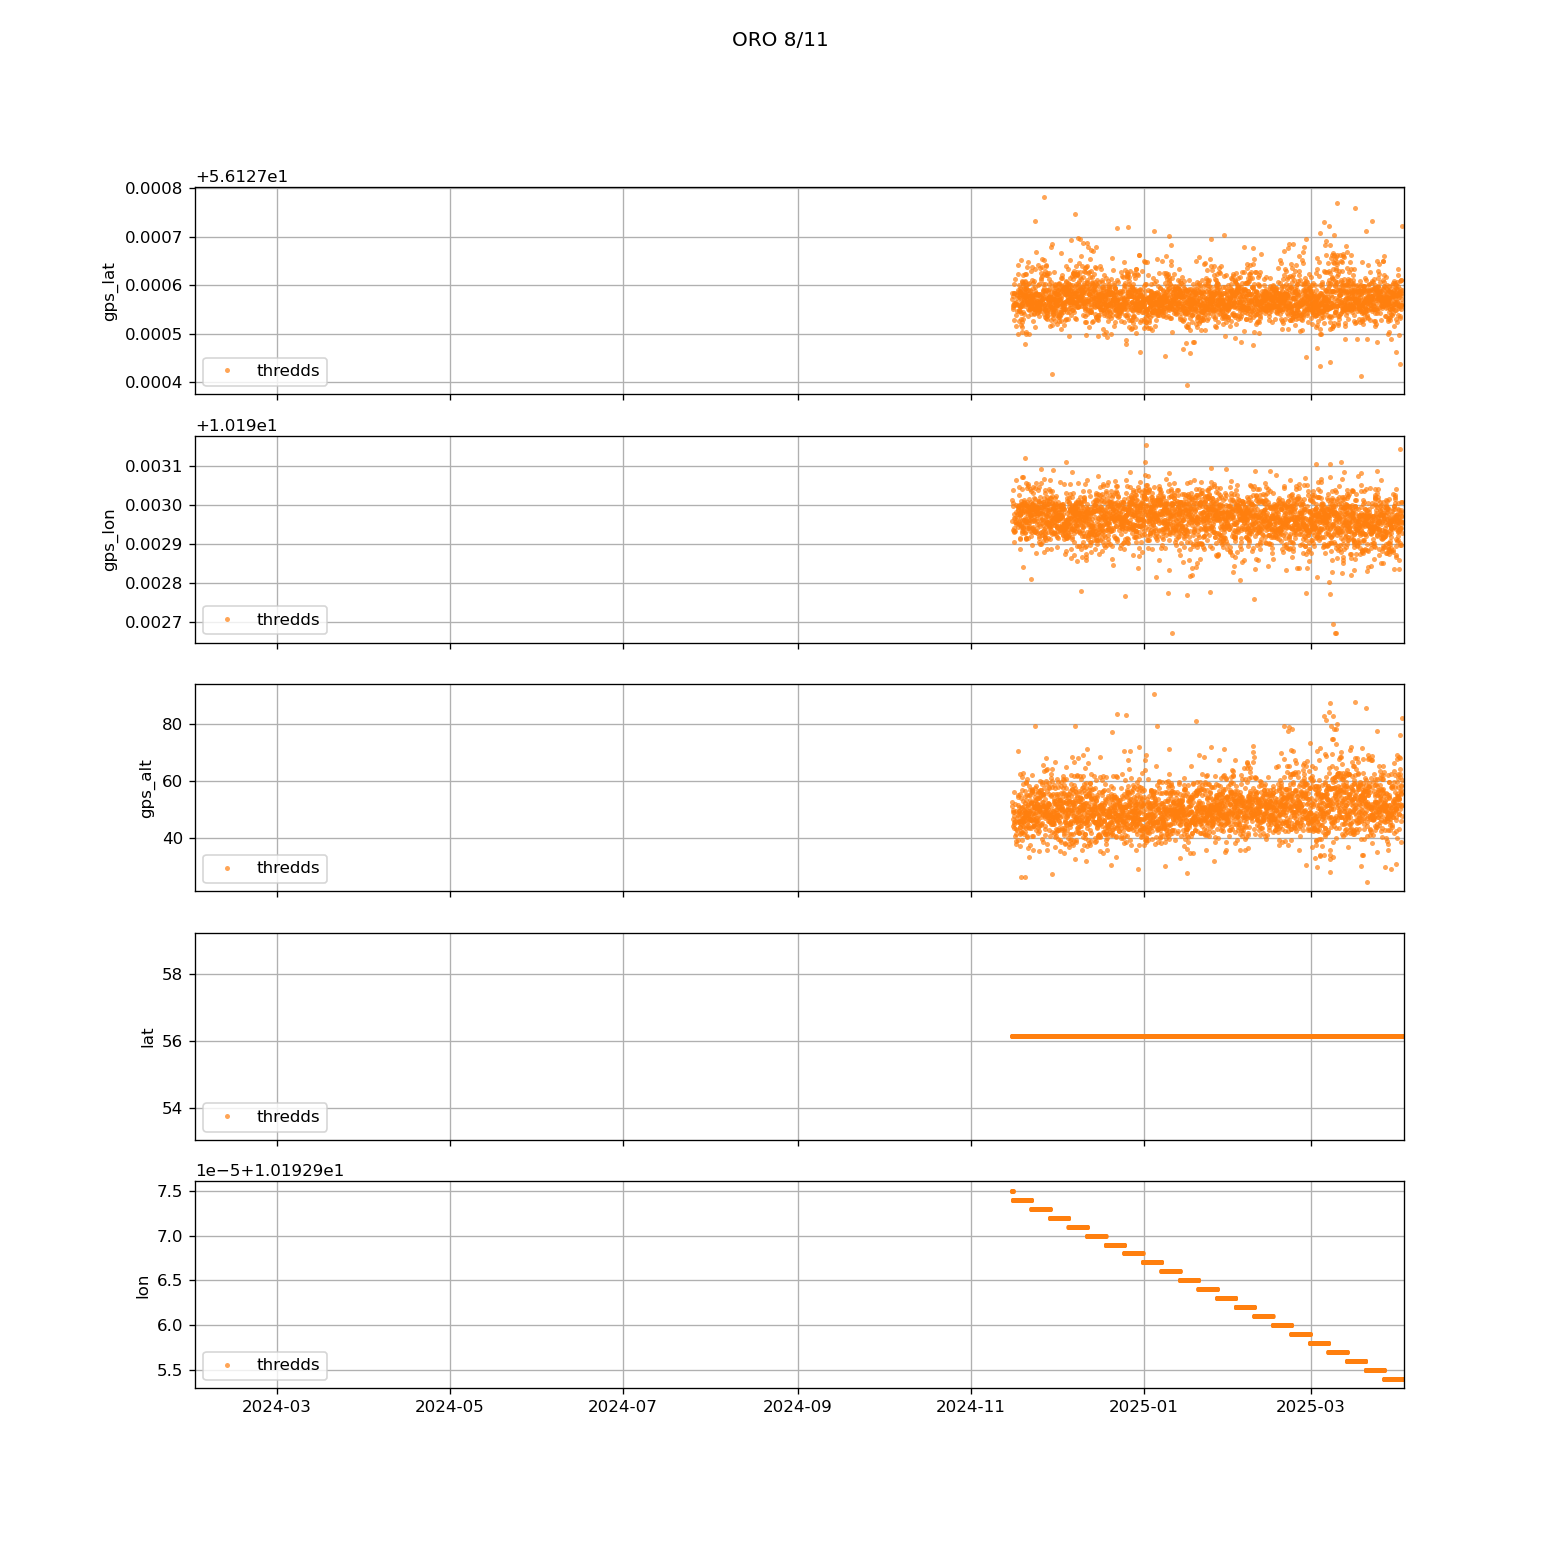 ORO 8/11
+5.6127e1
0.0008
0.0007
0.0006
0.0005
0.0004
gps_lat
thredds
+1.019e1
0.0031
0.0030
0.0029
0.0028
0.0027
gps_lon
thredds
80
60
40
gps_alt
thredds
58
56
54
lat
thredds
1e−5+1.01929e1
7.5
7.0
6.5
6.0
5.5
lon
thredds
2024-03 2024-05 2024-07 2024-09 2024-11 2025-01 2025-03